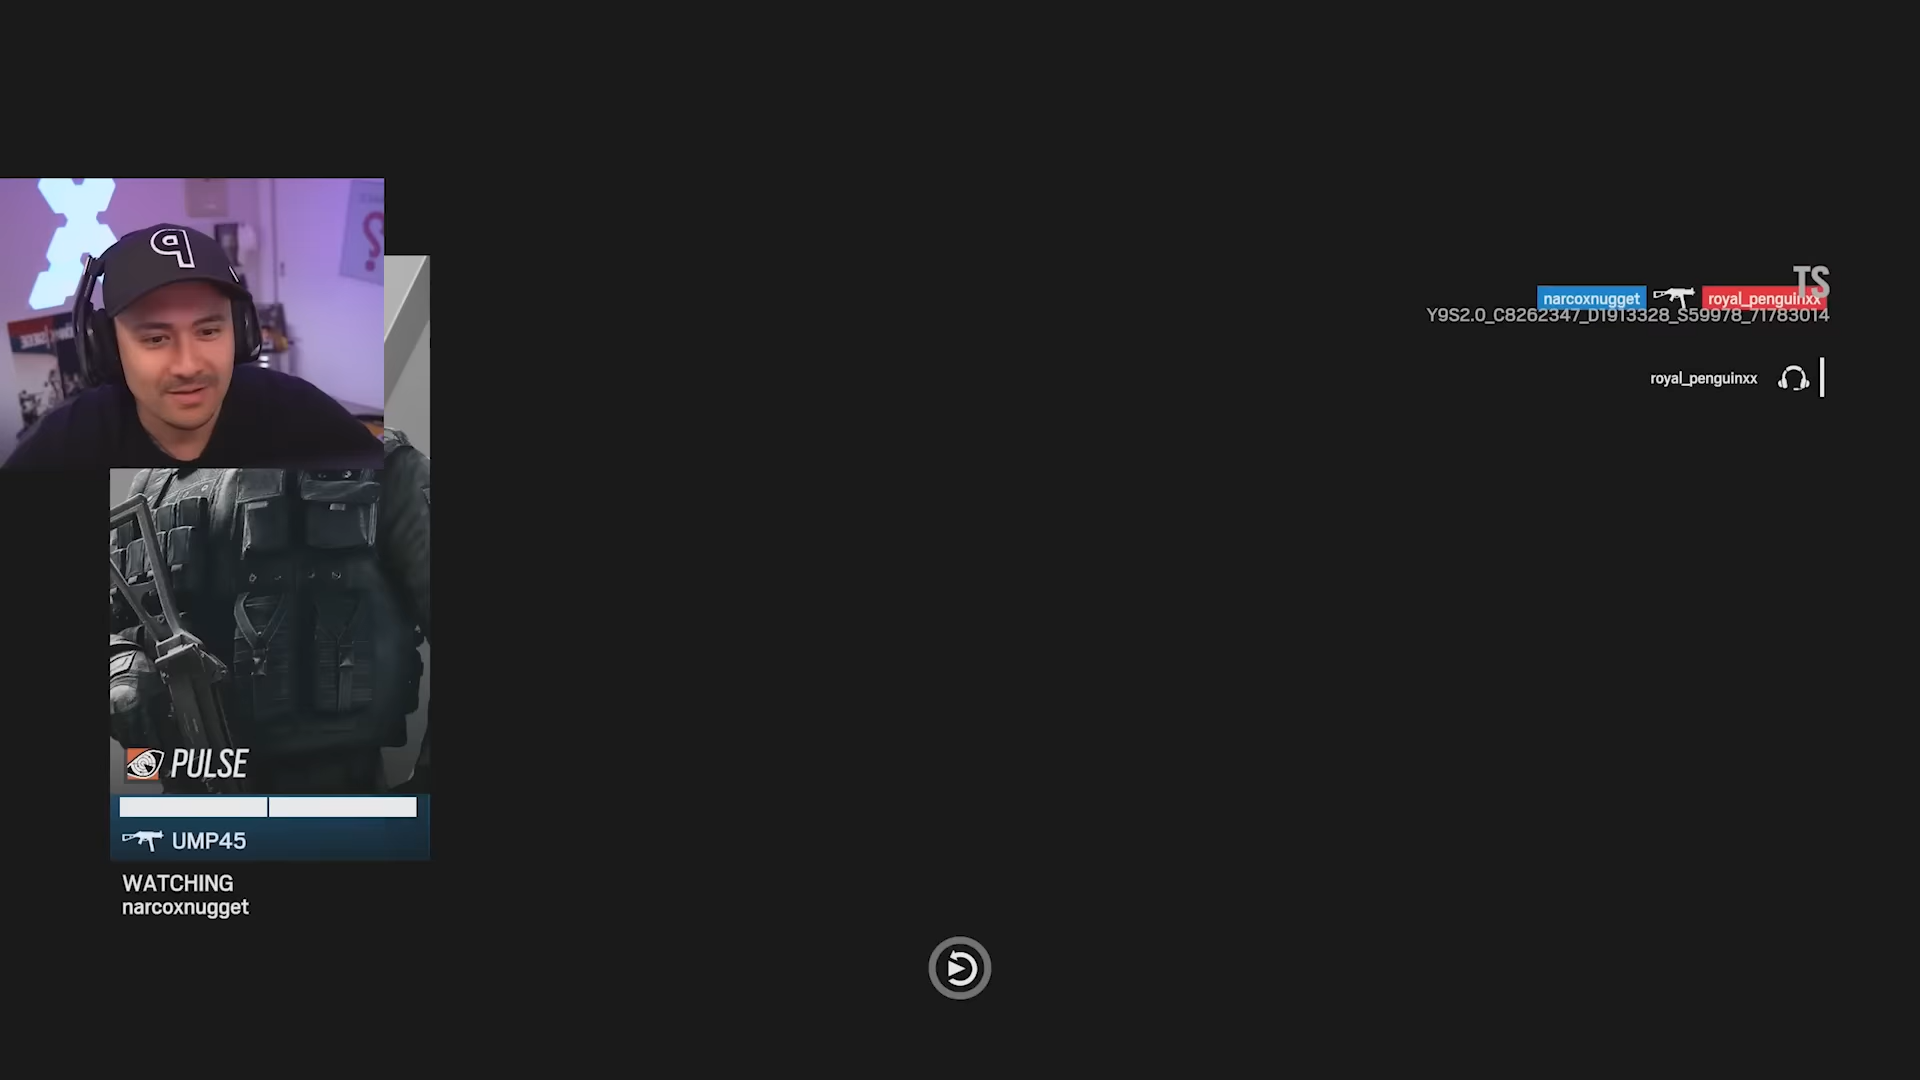 TS
narcoxnugget royal_penguinxx
Y9S2.0_C8262347_D1913328_S59978_71783014
royal_penguinxx
PULSE
UMP45
WATCHING
narcoxnugget